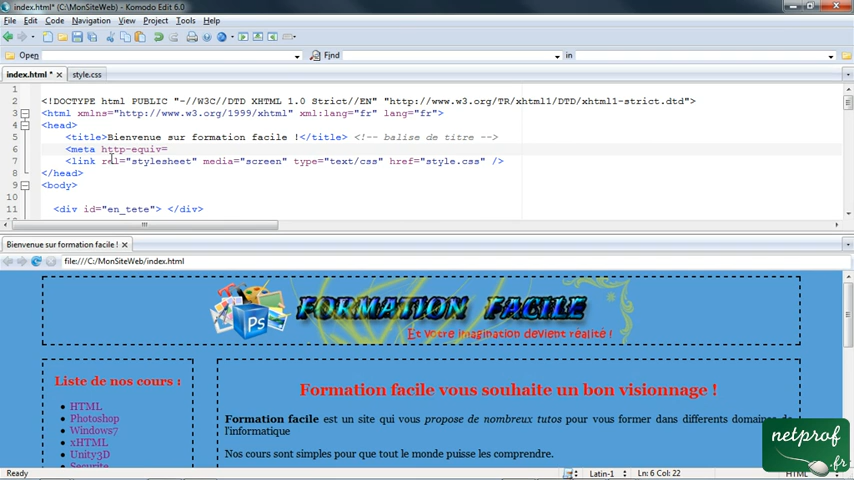 index.html* (C:\MonSiteWeb) - Komodo Edit 6.0
File Edit Code Navigation View Project Tools Help
Open Find in
index.html * style.css
1
2 <!DOCTYPE html PUBLIC "-//W3C//DTD XHTML 1.0 Strict//EN" "http://www.w3.org/TR/xhtml1/DTD/xhtml1-strict.dtd">
3 <html xmlns="http://www.w3.org/1999/xhtml" xml:lang="fr" lang="fr">
4 <head>
5 <title>Bienvenue sur formation facile !</title> <!-- balise de titre -->
6 <meta http-equiv=
7 <link rel="stylesheet" media="screen" type="text/css" href="style.css" />
8 </head>
9 <body>
10
11 <div id="en_tete"> </div>
Bienvenue sur formation facile !
file:///C:/MonSiteWeb/index.html
Ps FORMATION FACILE
Et votre imagination devient réalité !
Liste de nos cours :
HTML
Photoshop
Windows7
xHTML
Unity3D
Securite
Formation facile vous souhaite un bon visionnage !
Formation facile est un site qui vous propose de nombreux tutos pour vous former dans differents domaines de
l'informatique
Nos cours sont simples pour que tout le monde puisse les comprendre.
netprof
.fr
Ready Latin-1 Ln: 6 Col: 22 HTML